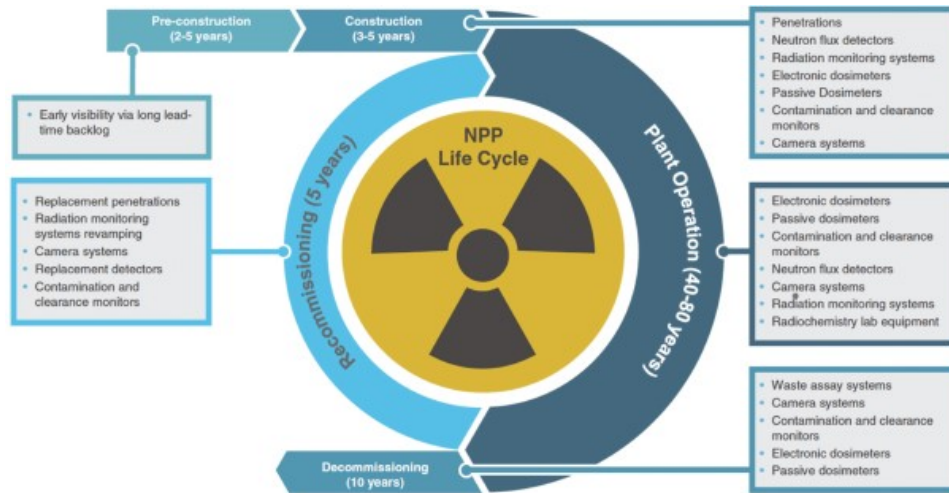 Pre-construction
(2-5 years)
Construction
(3-5 years)
• Early visibility via long lead-
time backlog
• Penetrations
• Neutron flux detectors
• Radiation monitoring systems
• Electronic dosimeters
• Passive Dosimeters
• Contamination and clearance
monitors
• Camera systems
NPP
Life Cycle
Recommissioning (5 years)
Plant Operation (40-80 years)
• Replacement penetrations
• Radiation monitoring
systems revamping
• Camera systems
• Replacement detectors
• Contamination and
clearance monitors
• Electronic dosimeters
• Passive dosimeters
• Contamination and clearance
monitors
• Neutron flux detectors
• Camera systems
• Radiation monitoring systems
• Radiochemistry lab equipment
Decommissioning
(10 years)
• Waste assay systems
• Camera systems
• Contamination and clearance
monitors
• Electronic dosimeters
• Passive dosimeters